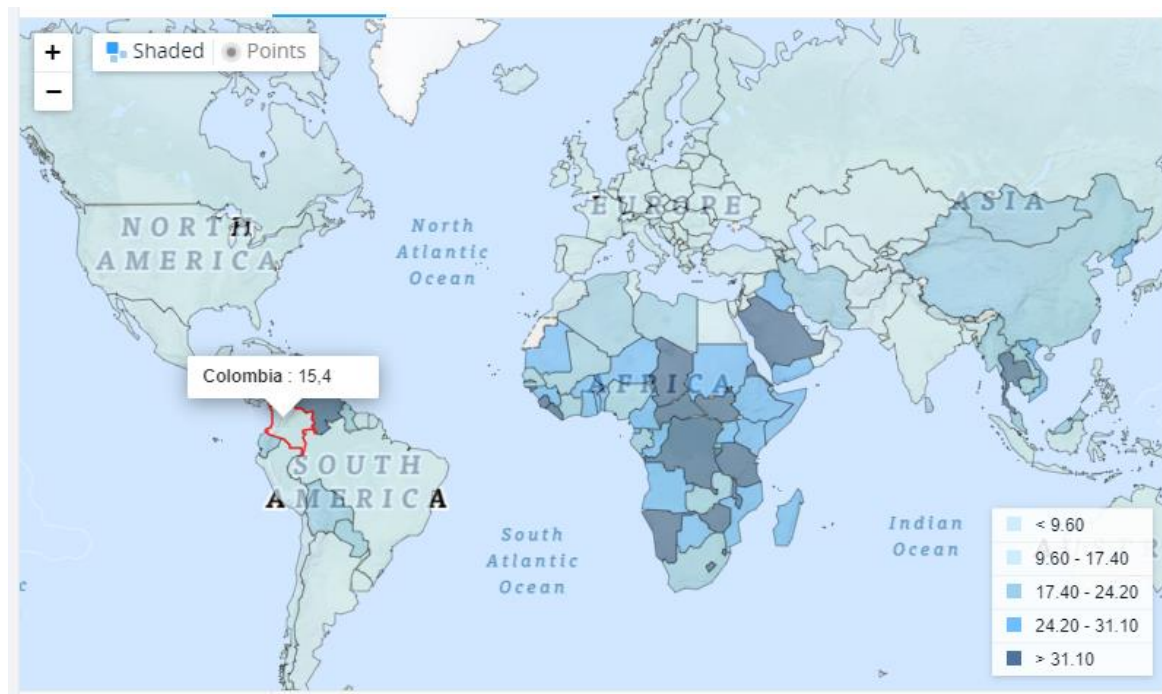 +
−
Shaded
Points
NORTH
AMERICA
North
Atlantic
Ocean
EUROPE
ASIA
AFRICA
Colombia : 15,4
SOUTH
AMERICA
South
Atlantic
Ocean
Indian
Ocean
< 9.60
9.60 - 17.40
17.40 - 24.20
24.20 - 31.10
> 31.10